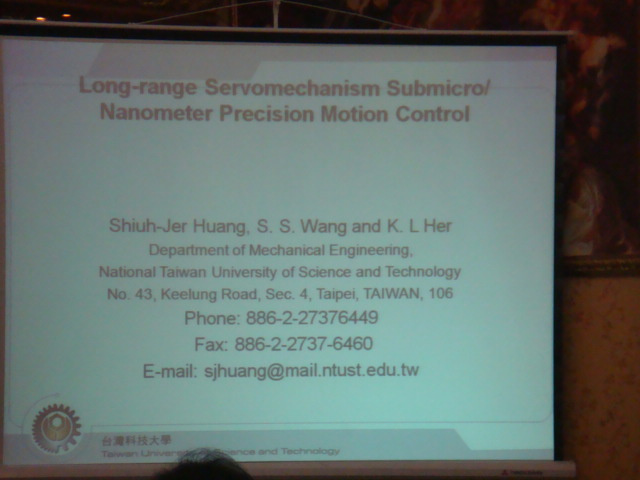 Long-range Servomechanism Submicro/
Nanometer Precision Motion Control
Shiuh-Jer Huang, S. S. Wang and K. L Her
Department of Mechanical Engineering,
National Taiwan University of Science and Technology
No. 43, Keelung Road, Sec. 4, Taipei, TAIWAN, 106
Phone: 886-2-27376449
Fax: 886-2-2737-6460
E-mail: sjhuang@mail.ntust.edu.tw
台灣科技大學
Taiwan Science and Technology